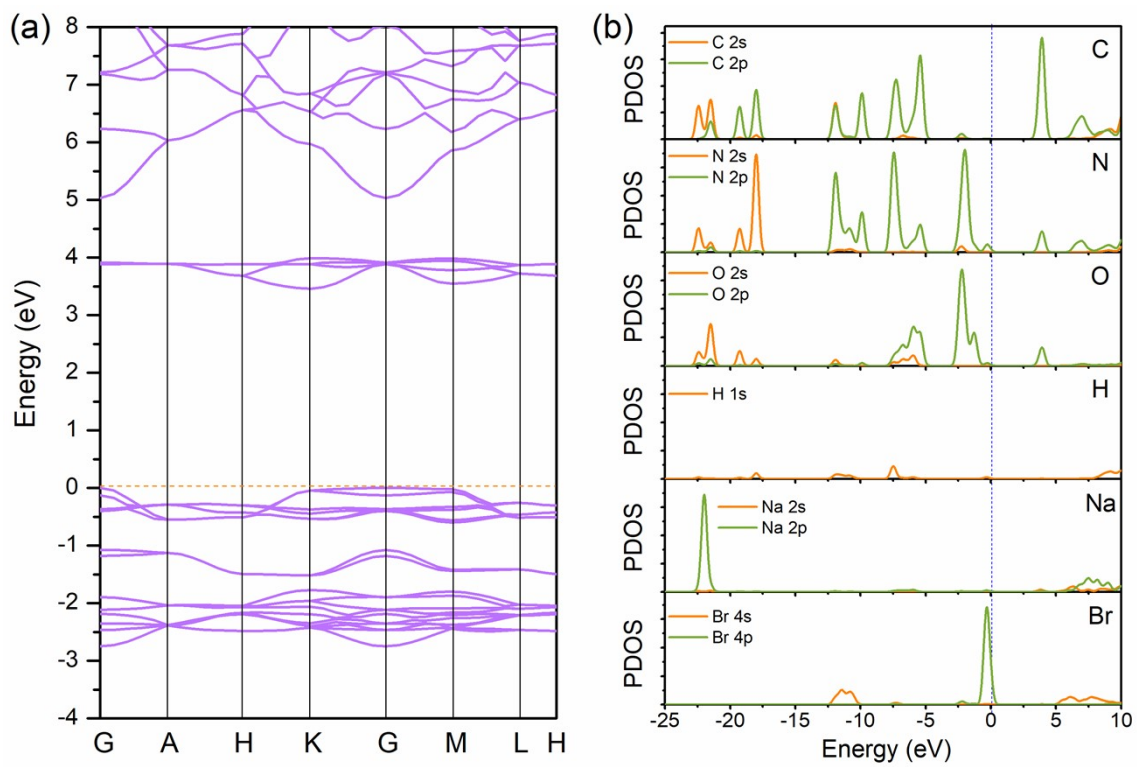 (a)
Energy (eV)
8
7
6
5
4
3
2
1
0
-1
-2
-3
-4
G A H K G M L H
(b)
PDOS
C 2s
C 2p
C
PDOS
N 2s
N 2p
N
PDOS
O 2s
O 2p
O
PDOS
H 1s
H
PDOS
Na 2s
Na 2p
Na
PDOS
Br 4s
Br 4p
Br
-25 -20 -15 -10 -5 0 5 10
Energy (eV)